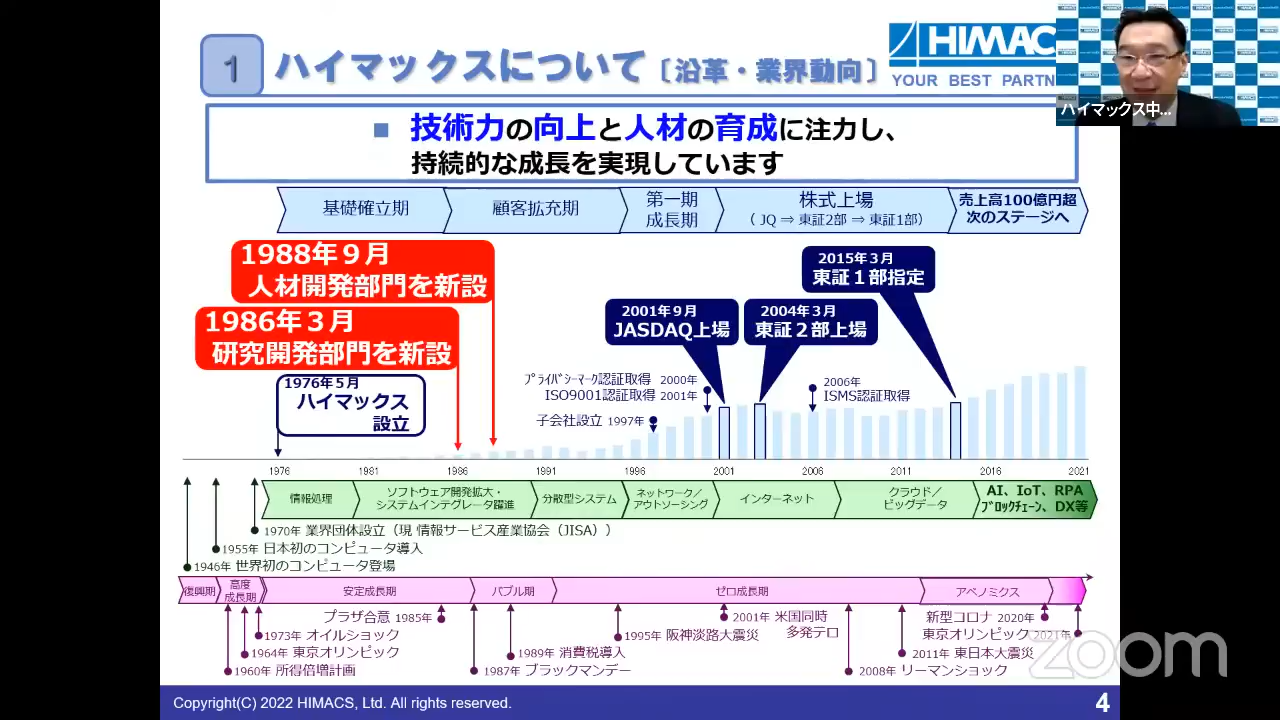 1
ハイマックスについて〔沿革・業界動向〕
HIMACS
YOUR BEST PARTN
ハイマックス中...
■ 技術力の向上と人材の育成に注力し、
持続的な成長を実現しています
基礎確立期
顧客拡充期
第一期
成長期
株式上場
（ JQ ⇒ 東証2部 ⇒ 東証1部）
売上高100億円超
次のステージへ
1988年９月
人材開発部門を新設
1986年３月
研究開発部門を新設
1976年５月
ハイマックス
設立
2001年９月
JASDAQ上場
2004年３月
東証２部上場
2015年３月
東証１部指定
ﾌﾟﾗｲﾊﾞｼｰﾏｰｸ認証取得 2000年
ISO9001認証取得 2001年
子会社設立 1997年
2006年
ISMS認証取得
1976 1981 1986 1991 1996 2001 2006 2011 2016 2021
情報処理
ソフトウェア開発拡大・
システムインテグレータ躍進
分散型システム
ネットワーク／
アウトソーシング
インターネット
クラウド／
ビッグデータ
AI、IoT、RPA
ﾌﾞﾛｯｸﾁｪｰﾝ、DX等
1970年 業界団体設立（現 情報サービス産業協会（JISA））
1955年 日本初のコンピュータ導入
1946年 世界初のコンピュータ登場
復興期
高度
成長期
安定成長期
バブル期
ゼロ成長期
アベノミクス
プラザ合意 1985年
1973年 オイルショック
1964年 東京オリンピック
1960年 所得倍増計画
1995年 阪神淡路大震災
1989年 消費税導入
1987年 ブラックマンデー
2001年 米国同時
多発テロ
新型コロナ 2020年
東京オリンピック 2021年
2011年 東日本大震災
2008年 リーマンショック
zoom
Copyright(C) 2022 HIMACS, Ltd. All rights reserved.
4